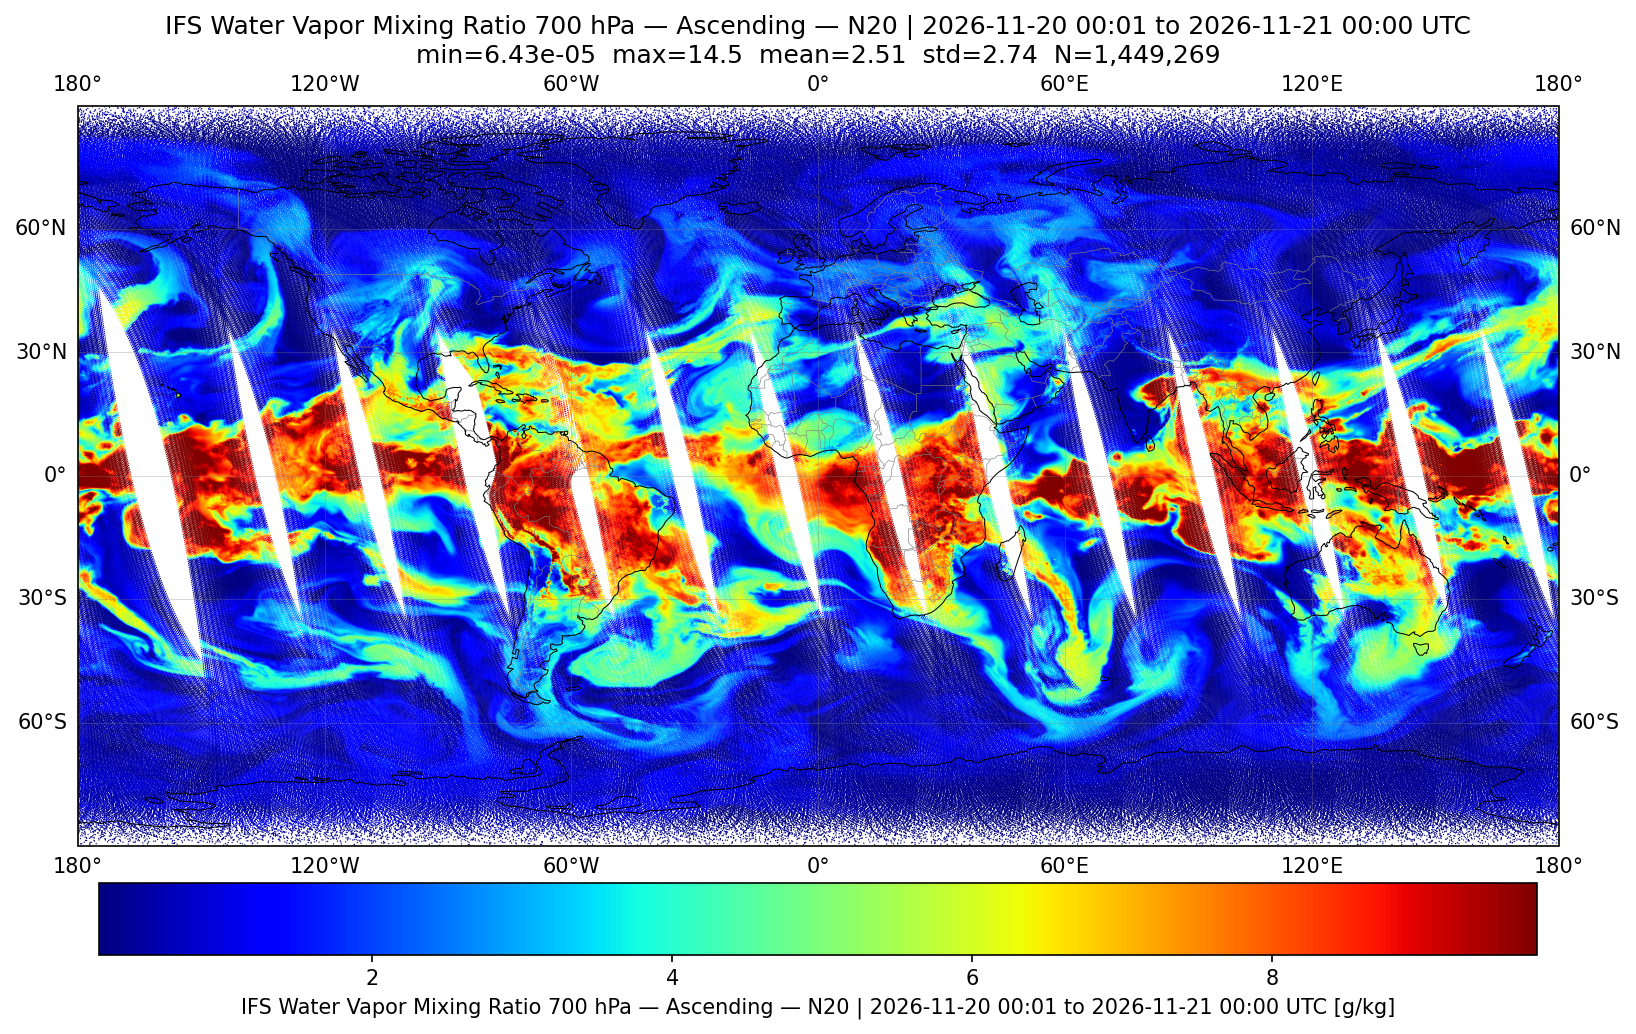 IFS Water Vapor Mixing Ratio 700 hPa — Ascending — N20 | 2026-11-20 00:01 to 2026-11-21 00:00 UTC
min=6.43e-05 max=14.5 mean=2.51 std=2.74 N=1,449,269
180° 120°W 60°W 0° 60°E 120°E 180°
60°N 60°N
30°N 30°N
0° 0°
30°S 30°S
60°S 60°S
180° 120°W 60°W 0° 60°E 120°E 180°
2 4 6 8
IFS Water Vapor Mixing Ratio 700 hPa — Ascending — N20 | 2026-11-20 00:01 to 2026-11-21 00:00 UTC [g/kg]